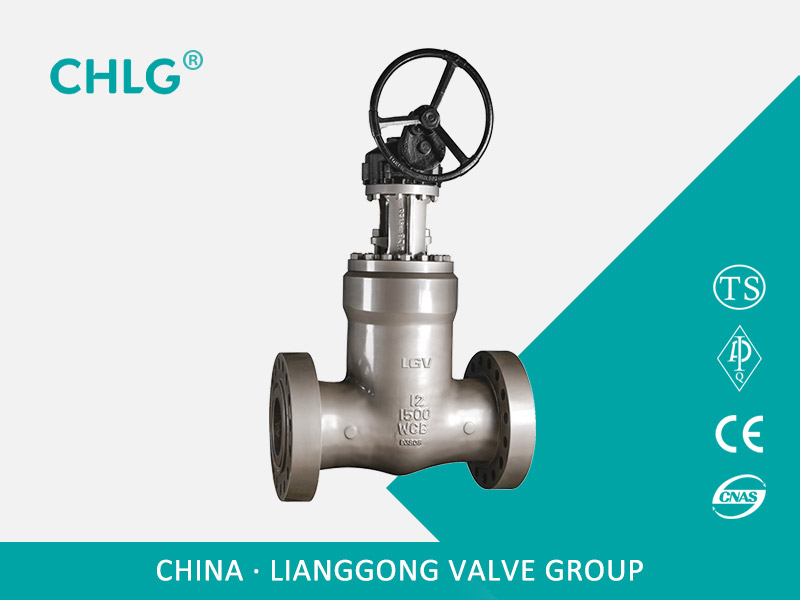 CHLG®
LGV
12
1500
WCB
TS
CE
CNAS
CHINA · LIANGGONG VALVE GROUP